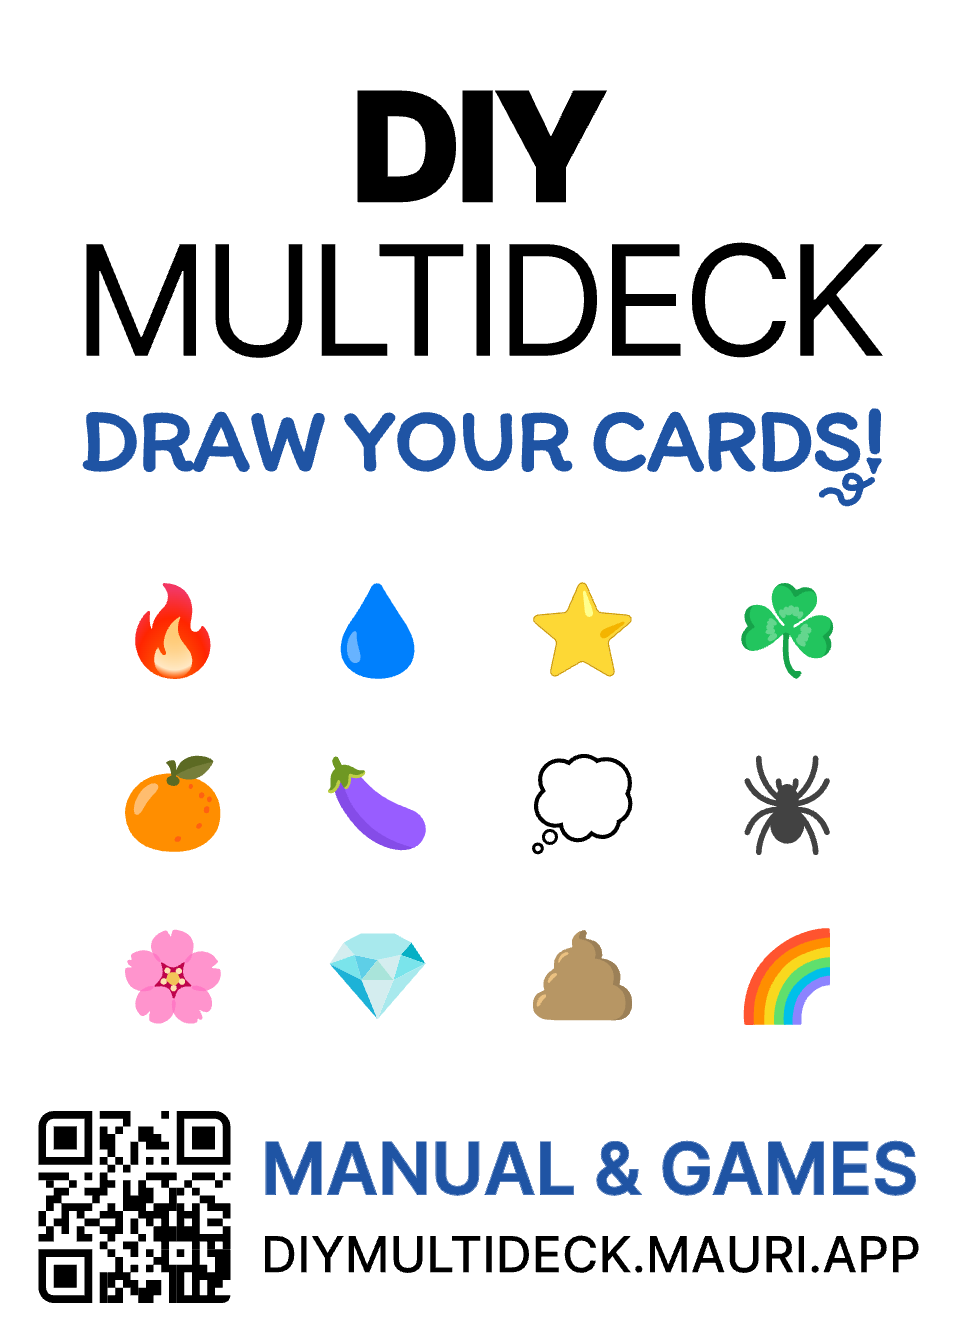 DIY
MULTIDECK
DRAW YOUR CARDS!
MANUAL & GAMES
DIYMULTIDECK.MAURI.APP